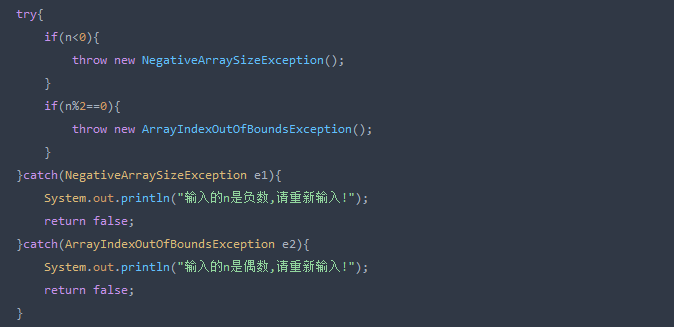 try{
    if(n<0){
        throw new NegativeArraySizeException();
    }
    if(n%2==0){
        throw new ArrayIndexOutOfBoundsException();
    }
}catch(NegativeArraySizeException e1){
    System.out.println("输入的n是负数,请重新输入!");
    return false;
}catch(ArrayIndexOutOfBoundsException e2){
    System.out.println("输入的n是偶数,请重新输入!");
    return false;
}